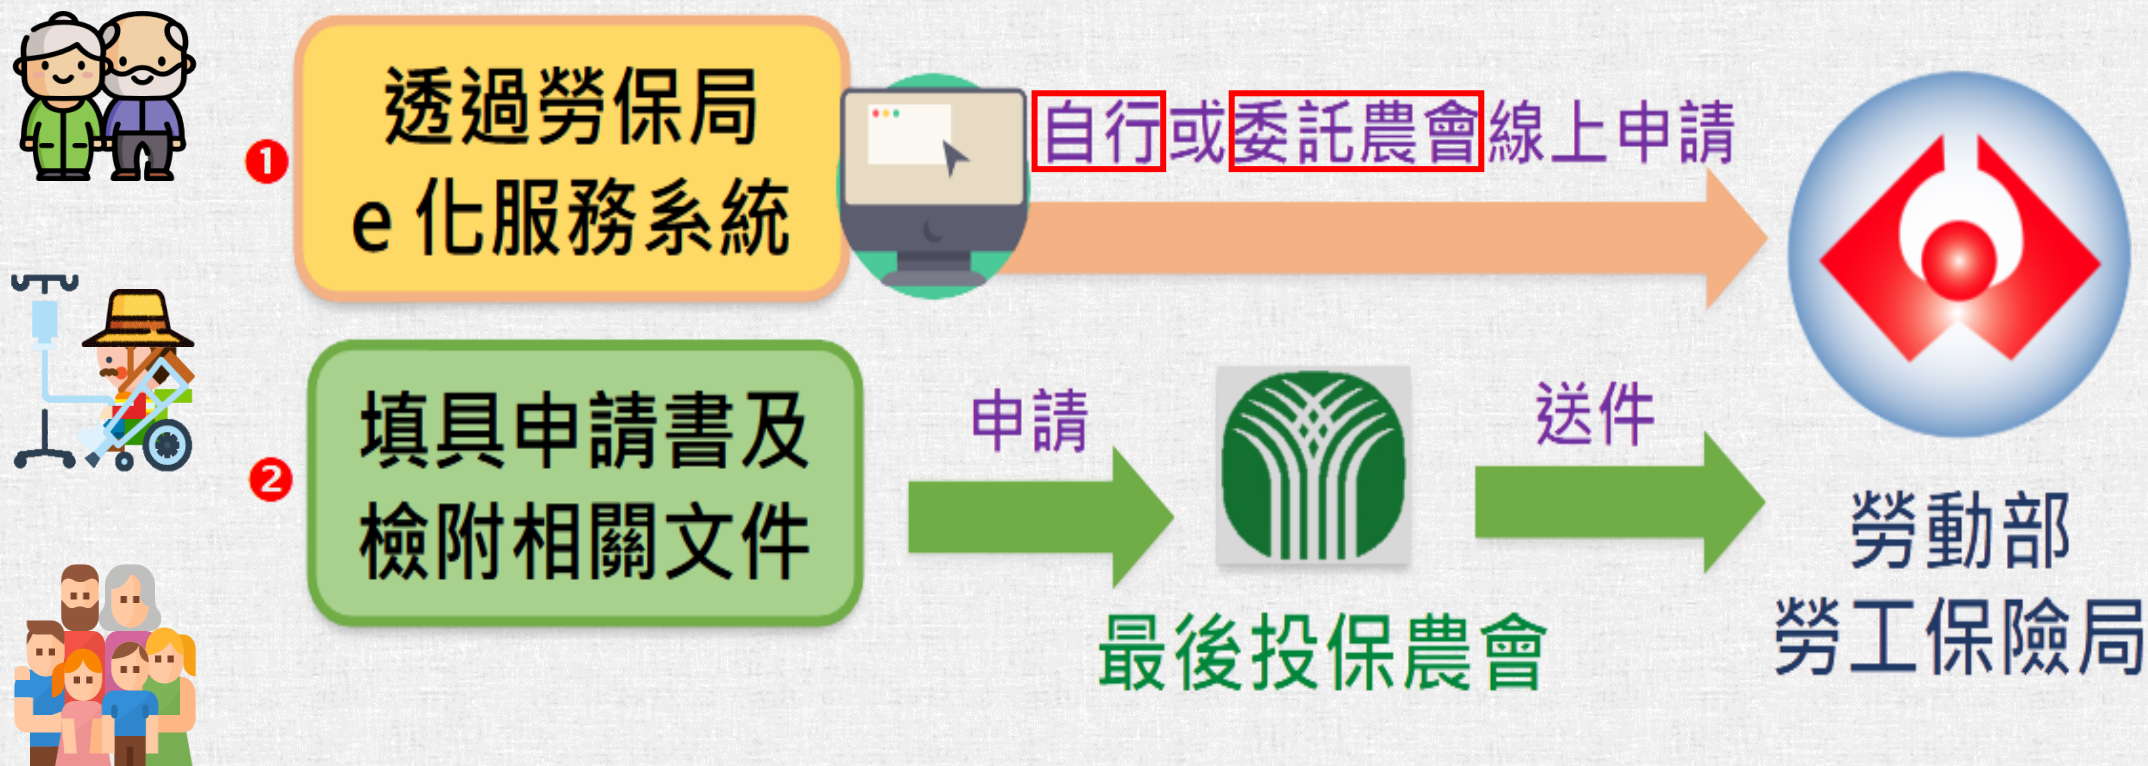 ❶
透過勞保局
e 化服務系統
自行或委託農會線上申請
❷
填具申請書及
檢附相關文件
申請
最後投保農會
送件
勞動部
勞工保險局